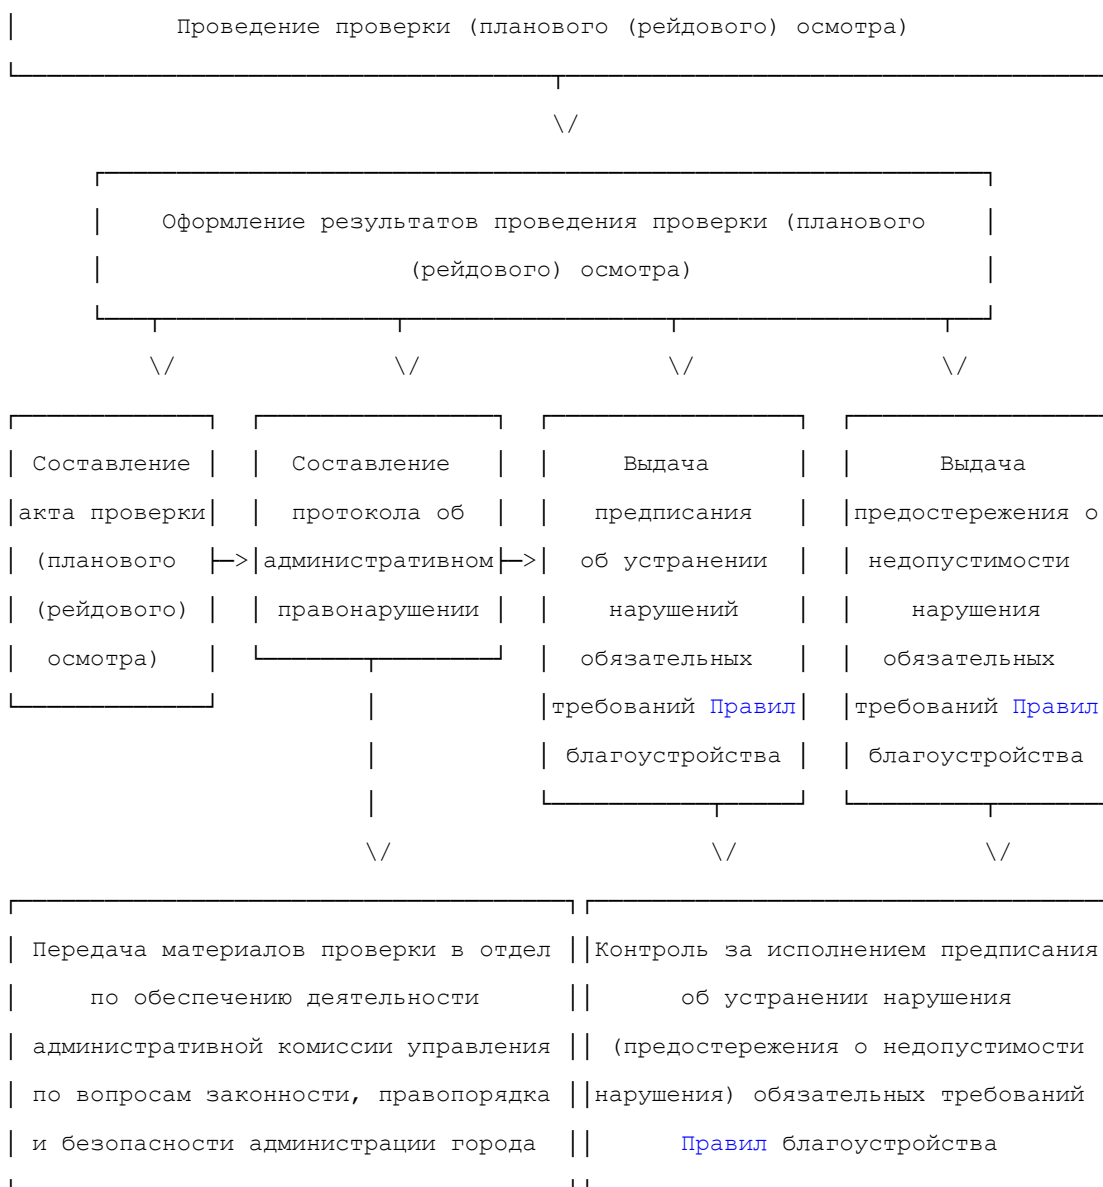 Проведение проверки (планового (рейдового) осмотра)
Оформление результатов проведения проверки (планового
(рейдового) осмотра)
Составление
акта проверки
(планового
(рейдового)
осмотра)
Составление
протокола об
административном
правонарушении
Выдача
предписания
об устранении
нарушений
обязательных
требований Правил
благоустройства
Выдача
предостережения о
недопустимости
нарушения
обязательных
требований Правил
благоустройства
Передача материалов проверки в отдел
по обеспечению деятельности
административной комиссии управления
по вопросам законности, правопорядка
и безопасности администрации города
Контроль за исполнением предписания
об устранении нарушения
(предостережения о недопустимости
нарушения) обязательных требований
Правил благоустройства